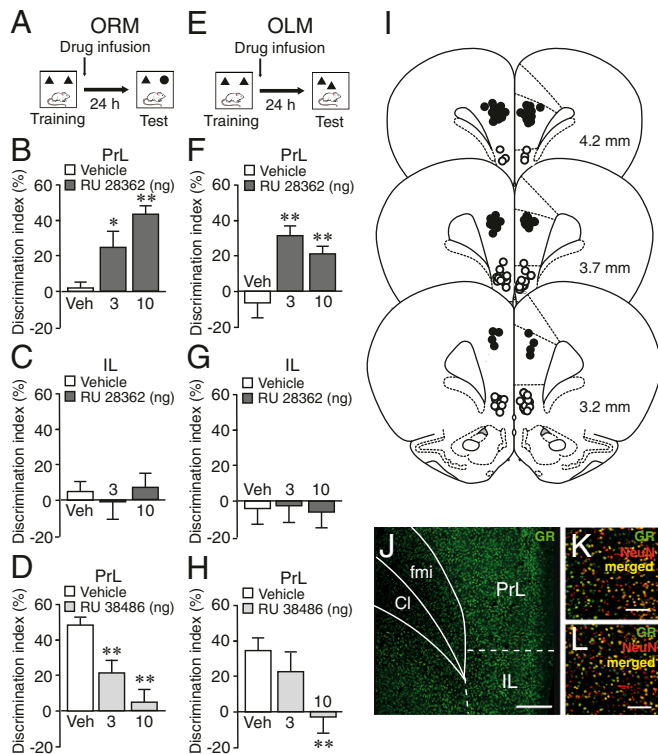 A
ORM
Drug infusion
24 h
Training
Test
E
OLM
Drug infusion
24 h
Training
Test
B
PrL
Vehicle
RU 28362 (ng)
Discrimination index (%)
60
40
20
0
-20
Veh
3
10
*
**
F
PrL
Vehicle
RU 28362 (ng)
Discrimination index (%)
60
40
20
0
-20
Veh
3
10
**
**
C
IL
Vehicle
RU 28362 (ng)
Discrimination index (%)
60
40
20
0
-20
Veh
3
10
G
IL
Vehicle
RU 28362 (ng)
Discrimination index (%)
60
40
20
0
-20
Veh
3
10
D
PrL
Vehicle
RU 38486 (ng)
Discrimination index (%)
60
40
20
0
-20
Veh
3
10
**
**
H
PrL
Vehicle
RU 38486 (ng)
Discrimination index (%)
60
40
20
0
-20
Veh
3
10
**
I
4.2 mm
3.7 mm
3.2 mm
J
GR
fmi
Cl
PrL
IL
K
GR
NeuN
merged
L
GR
NeuN
merged